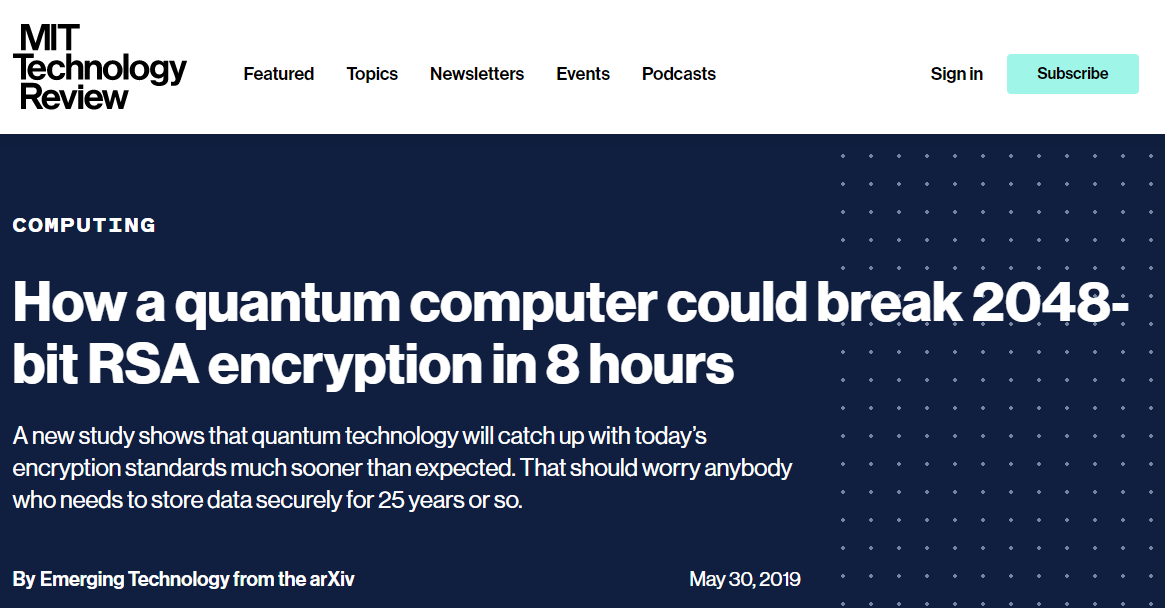 MIT
Technology
Review
Featured Topics Newsletters Events Podcasts Sign in Subscribe
COMPUTING
How a quantum computer could break 2048-
bit RSA encryption in 8 hours
A new study shows that quantum technology will catch up with today’s
encryption standards much sooner than expected. That should worry anybody
who needs to store data securely for 25 years or so.
By Emerging Technology from the arXiv May 30, 2019